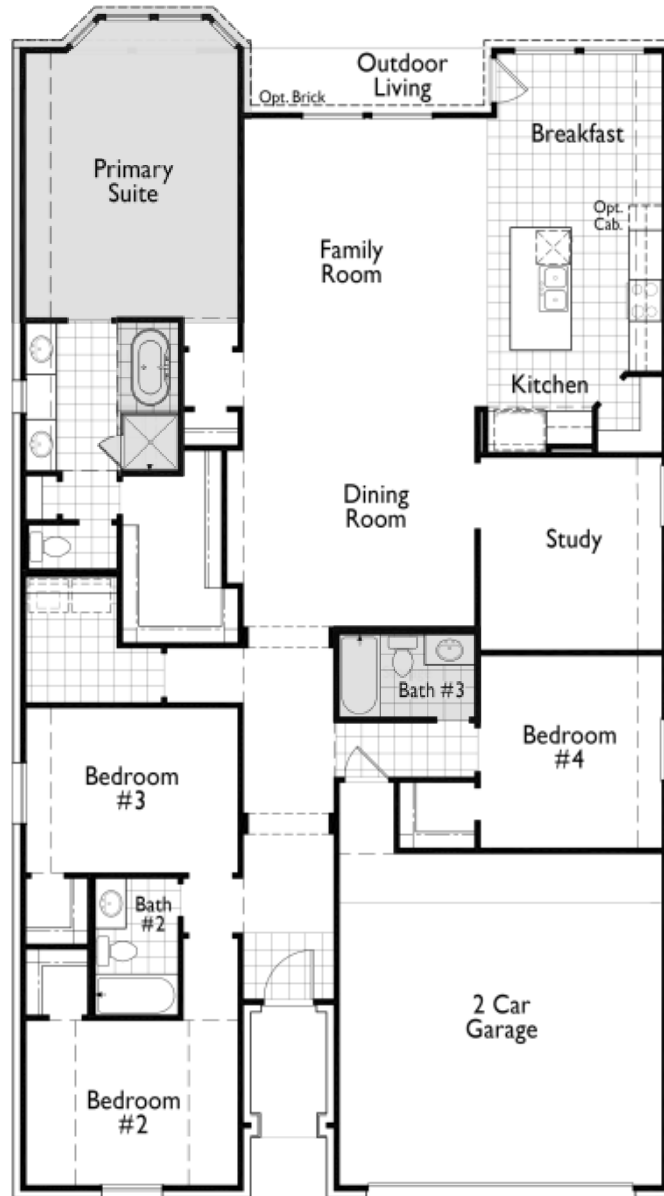 Outdoor
Living
Opt. Brick
Primary
Suite
Breakfast
Opt.
Cab.
Family
Room
Kitchen
Dining
Room
Study
Bath #3
Bedroom
#4
Bedroom
#3
Bath
#2
2 Car
Garage
Bedroom
#2